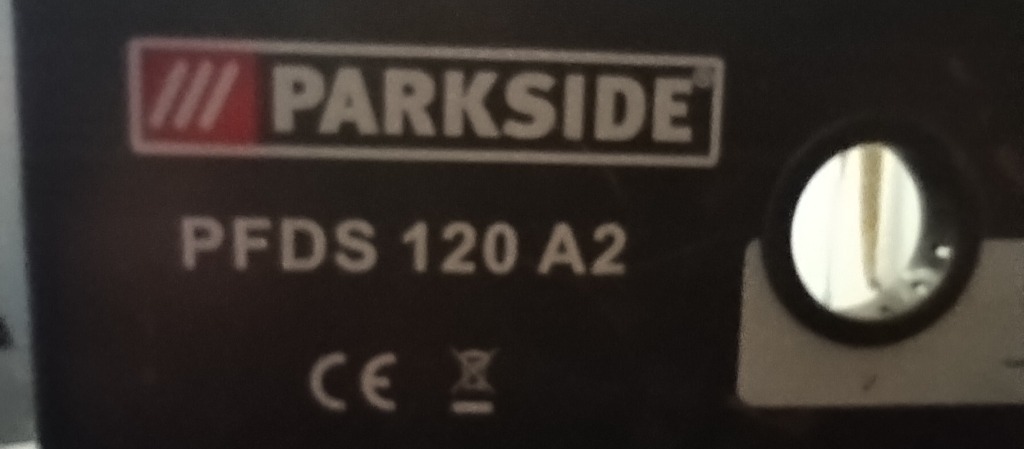 PARKSIDE®
PFDS 120 A2
CE